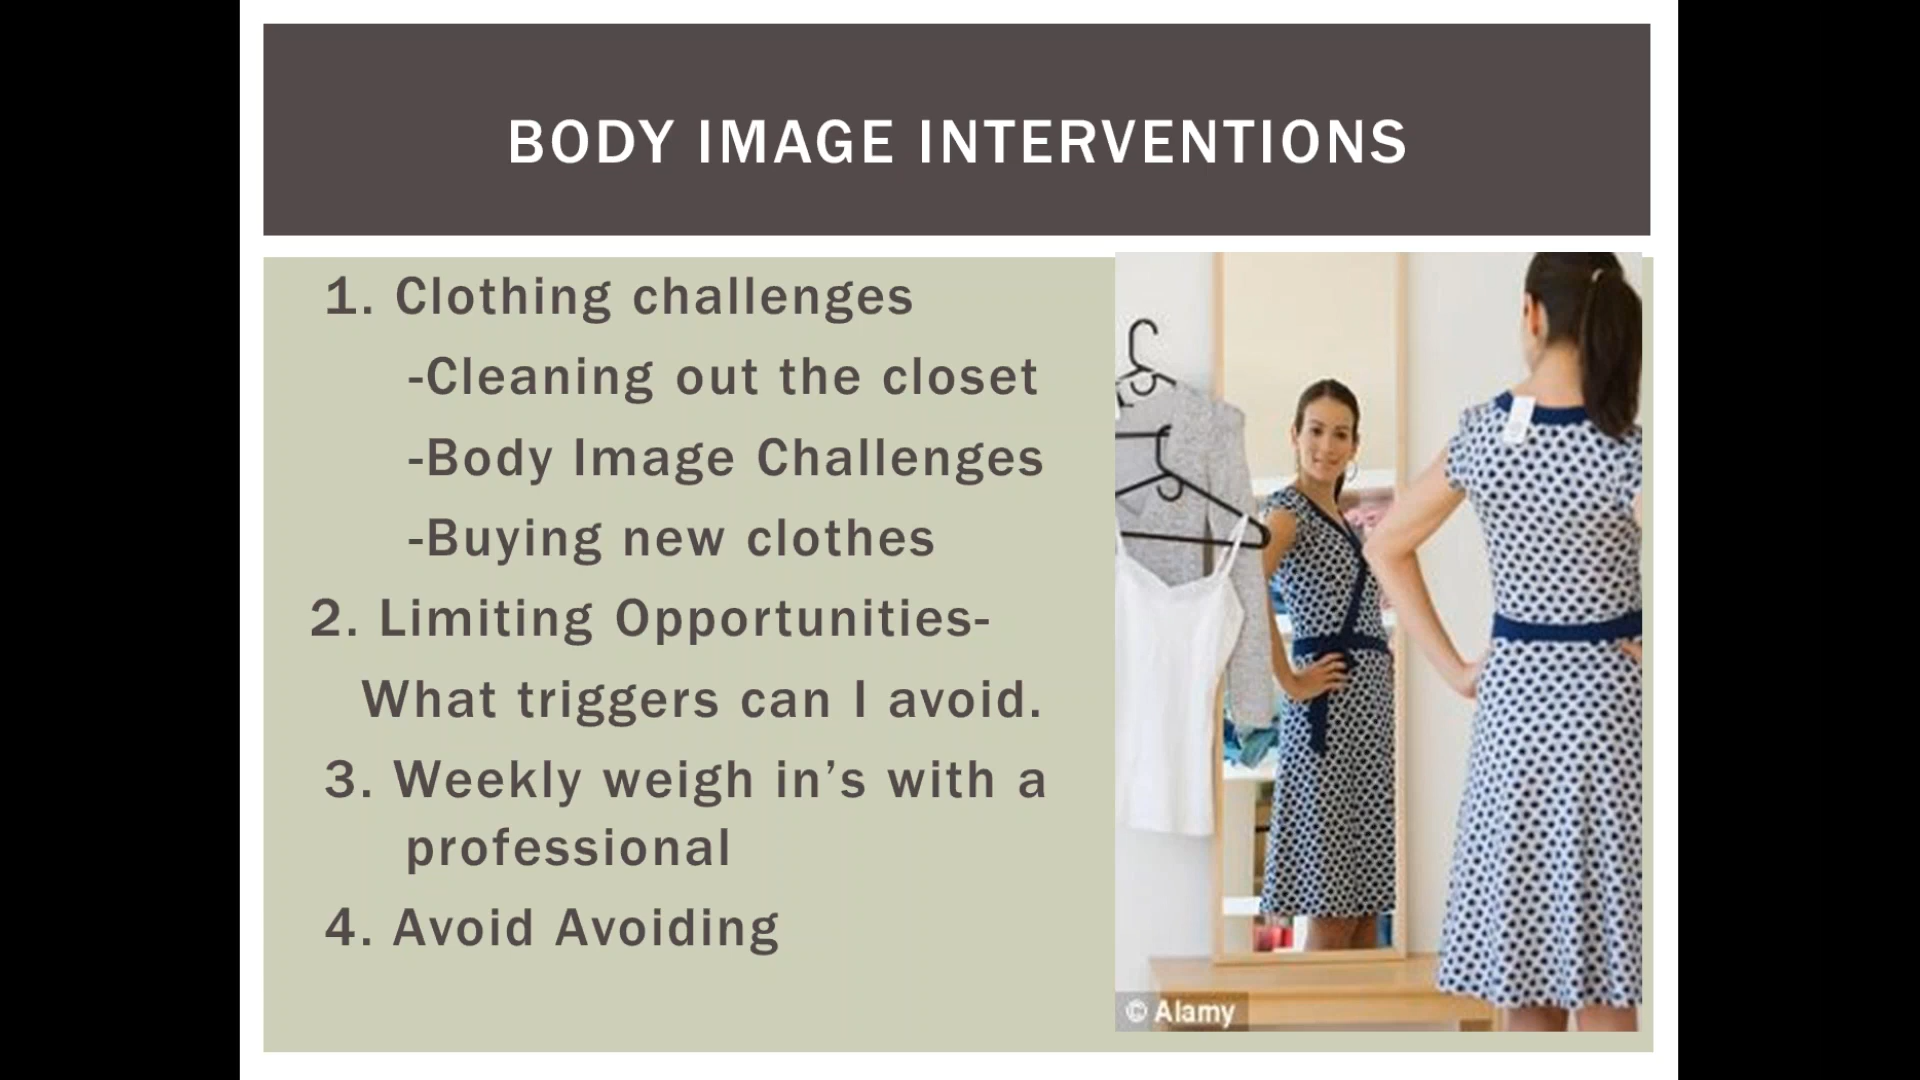 BODY IMAGE INTERVENTIONS
1. Clothing challenges
-Cleaning out the closet
-Body Image Challenges
-Buying new clothes
2. Limiting Opportunities-
What triggers can I avoid.
3. Weekly weigh in’s with a
professional
4. Avoid Avoiding
© Alamy